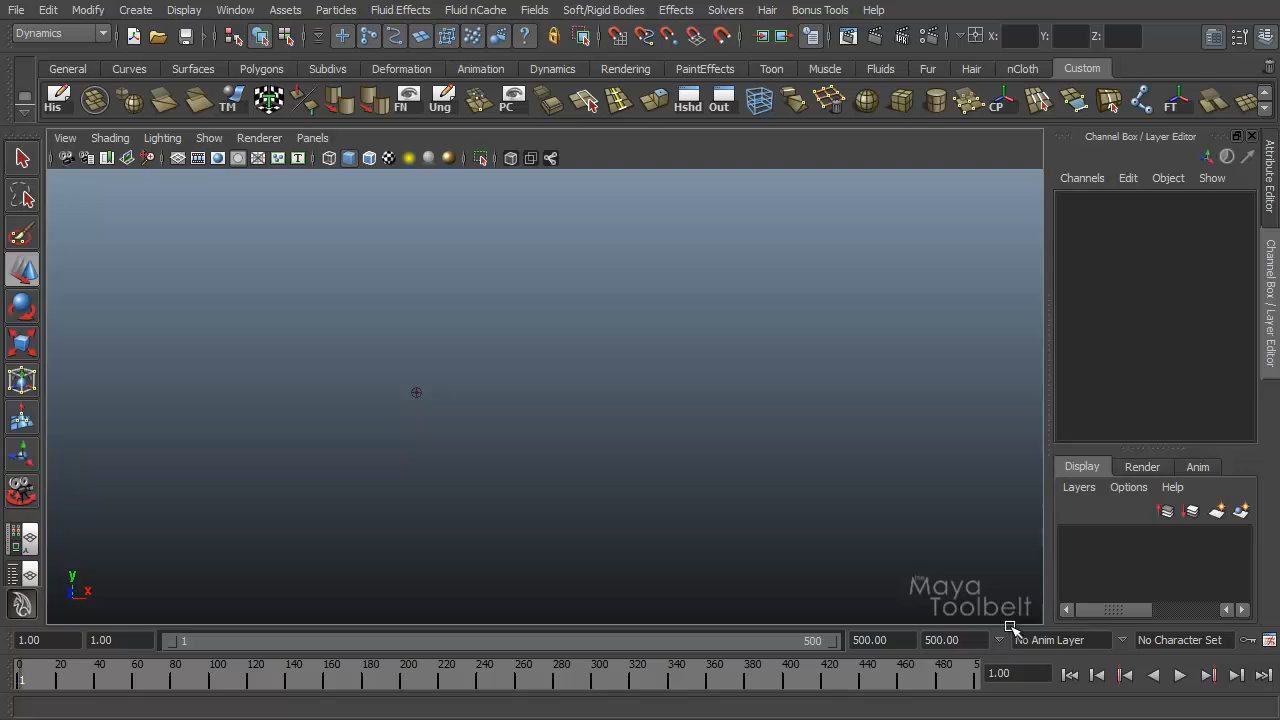 File Edit Modify Create Display Window Assets Particles Fluid Effects Fluid nCache Fields Soft/Rigid Bodies Effects Solvers Hair Bonus Tools Help
Dynamics X: Y: Z:
General Curves Surfaces Polygons Subdivs Deformation Animation Dynamics Rendering PaintEffects Toon Muscle Fluids Fur Hair nCloth Custom
His TM FN Ung PC Hshd Out CP FT
View Shading Lighting Show Renderer Panels
Channel Box / Layer Editor
Channels Edit Object Show
Attribute Editor
Channel Box / Layer Editor
Display Render Anim
Layers Options Help
y
x
the
Maya
Toolbelt
1.00 1.00 1 500 500.00 500.00 No Anim Layer No Character Set
0 20 40 60 80 100 120 140 160 180 200 220 240 260 280 300 320 340 360 380 400 420 440 460 480 5
1 1.00